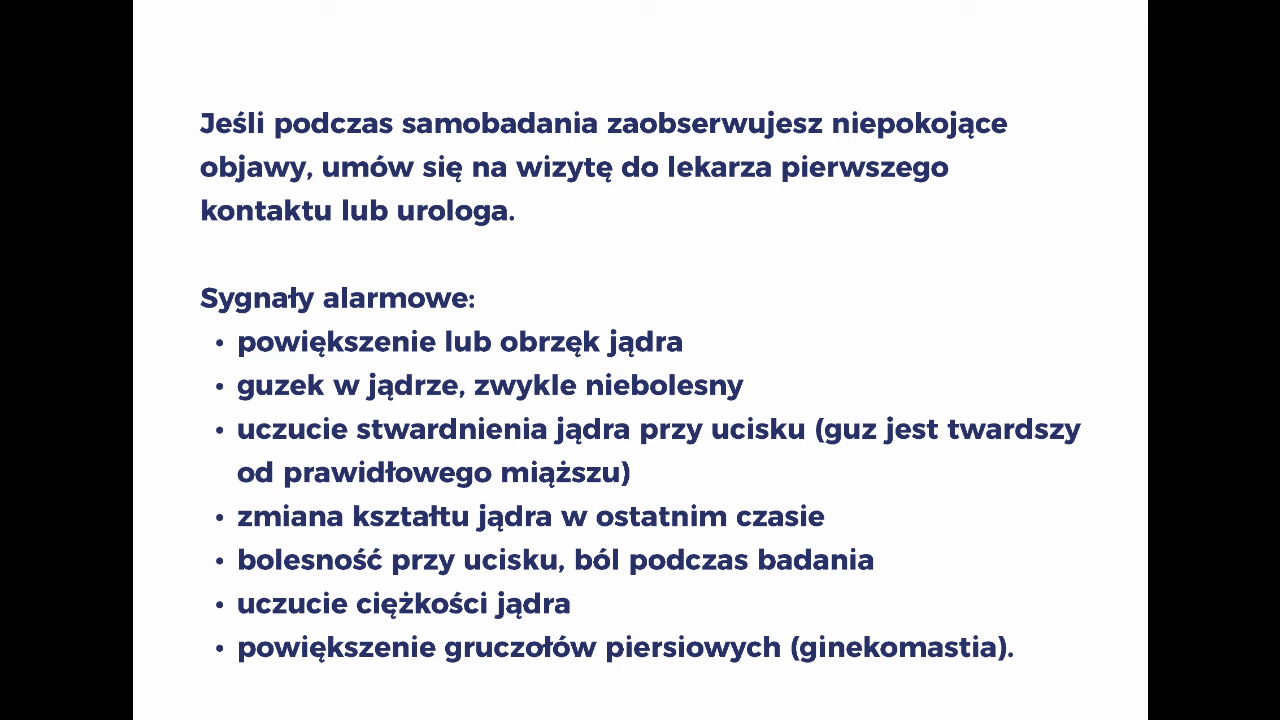 Jeśli podczas samobadania zaobserwujesz niepokojące
objawy, umów się na wizytę do lekarza pierwszego
kontaktu lub urologa.
Sygnały alarmowe:
• powiększenie lub obrzęk jądra
• guzek w jądrze, zwykle niebolesny
• uczucie stwardnienia jądra przy ucisku (guz jest twardszy
od prawidłowego miąższu)
• zmiana kształtu jądra w ostatnim czasie
• bolesność przy ucisku, ból podczas badania
• uczucie ciężkości jądra
• powiększenie gruczołów piersiowych (ginekomastia).